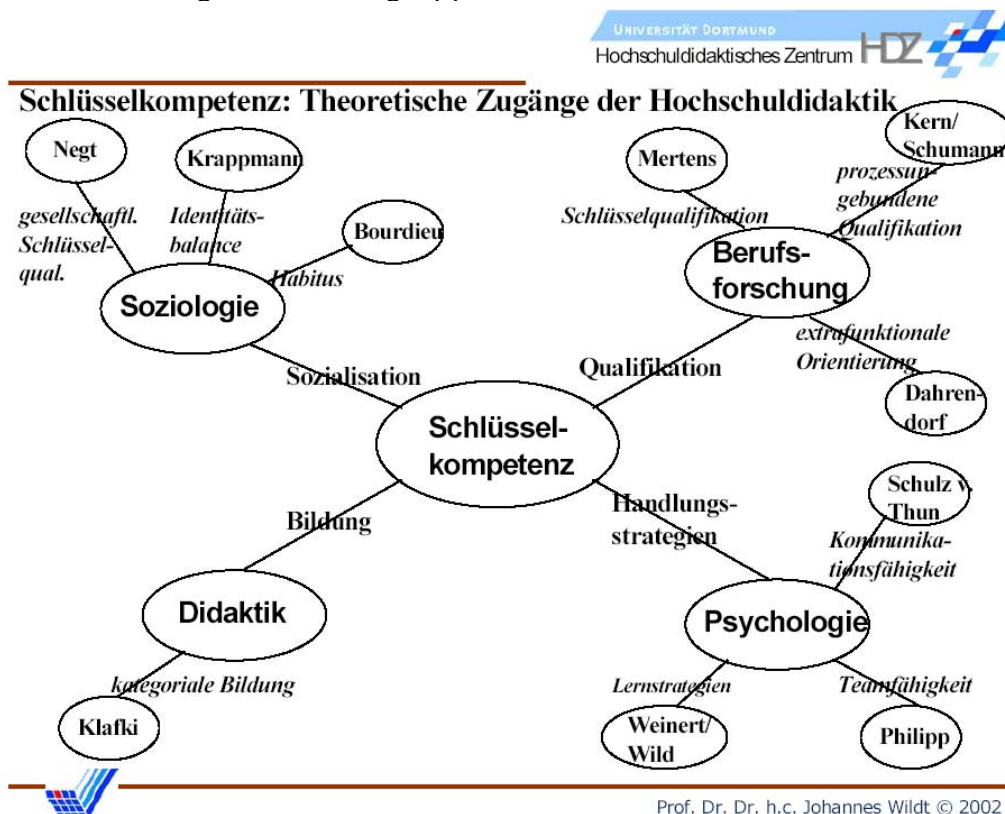 UNIVERSITÄT DORTMUND
Hochschuldidaktisches Zentrum HDZ
Schlüsselkompetenz: Theoretische Zugänge der Hochschuldidaktik
Negt
Krappmann
gesellschaftl.
Schlüssel-
qual.
Identitäts-
balance
Bourdieu
Habitus
Soziologie
Sozialisation
Mertens
Kern/
Schumann
Schlüsselqualifikation
prozessun-
gebundene
Qualifikation
Berufs-
forschung
extrafunktionale
Orientierung
Dahren-
dorf
Qualifikation
Schlüssel-
kompetenz
Bildung
Didaktik
kategoriale Bildung
Klafki
Handlungs-
strategien
Schulz v.
Thun
Kommunika-
tionsfähigkeit
Psychologie
Lernstrategien
Weinert/
Wild
Teamfähigkeit
Philipp
Prof. Dr. Dr. h.c. Johannes Wildt © 2002